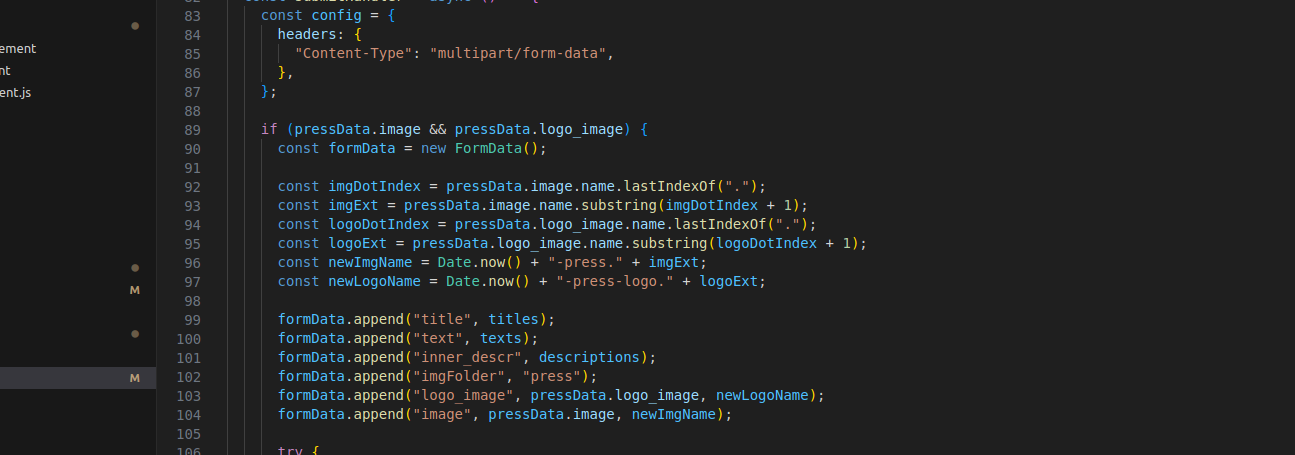 ement
nt
ent.js
M
M
83 const config = {
84 headers: {
85 "Content-Type": "multipart/form-data",
86 },
87 };
88
89 if (pressData.image && pressData.logo_image) {
90 const formData = new FormData();
91
92 const imgDotIndex = pressData.image.name.lastIndexOf(".");
93 const imgExt = pressData.image.name.substring(imgDotIndex + 1);
94 const logoDotIndex = pressData.logo_image.name.lastIndexOf(".");
95 const logoExt = pressData.logo_image.name.substring(logoDotIndex + 1);
96 const newImgName = Date.now() + "-press." + imgExt;
97 const newLogoName = Date.now() + "-press-logo." + logoExt;
98
99 formData.append("title", titles);
100 formData.append("text", texts);
101 formData.append("inner_descr", descriptions);
102 formData.append("imgFolder", "press");
103 formData.append("logo_image", pressData.logo_image, newLogoName);
104 formData.append("image", pressData.image, newImgName);
105
106 try {